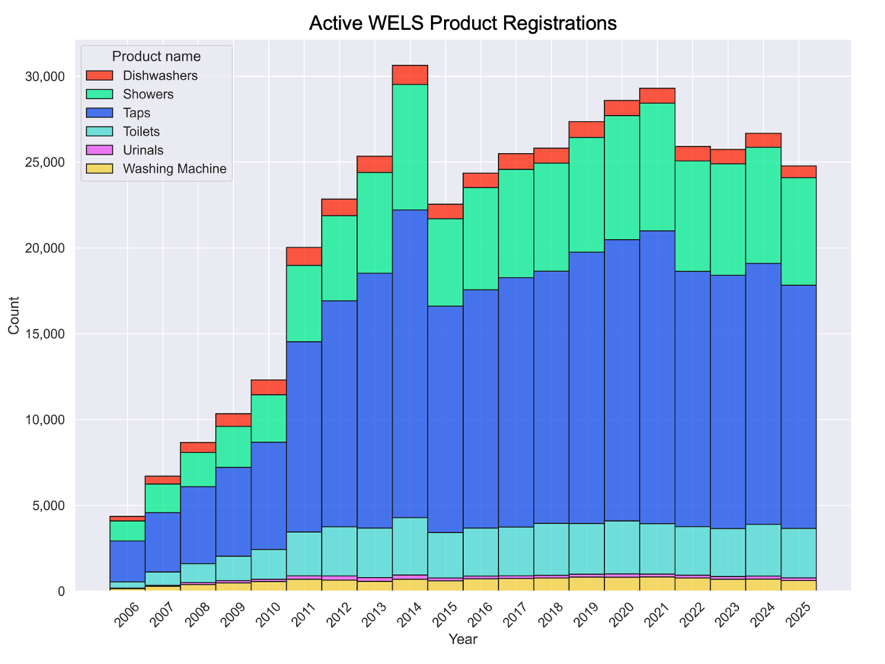 Active WELS Product Registrations
Product name
Dishwashers
Showers
Taps
Toilets
Urinals
Washing Machine
Count
30,000
25,000
20,000
15,000
10,000
5,000
0
2006 2007 2008 2009 2010 2011 2012 2013 2014 2015 2016 2017 2018 2019 2020 2021 2022 2023 2024 2025
Year